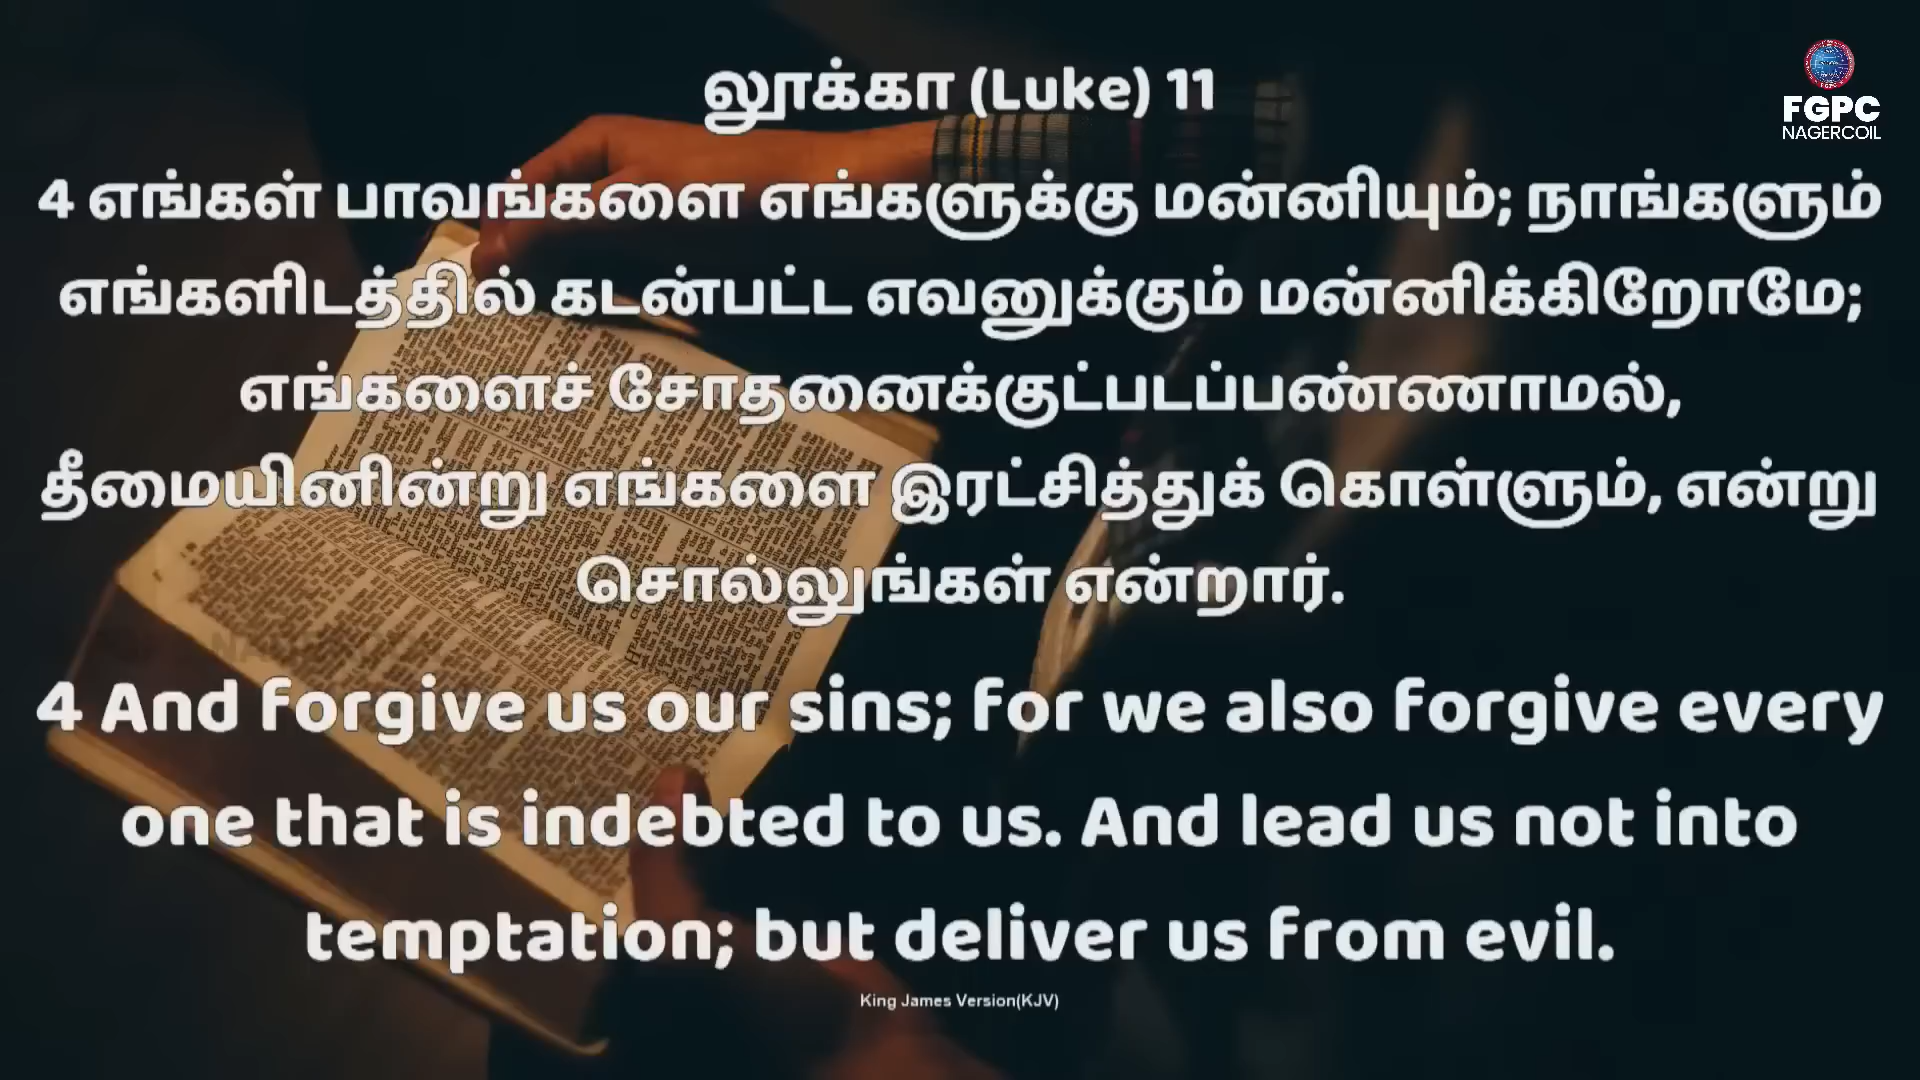 லூக்கா (Luke) 11
FGPC
NAGERCOIL
4 எங்கள் பாவங்களை எங்களுக்கு மன்னியும்; நாங்களும்
எங்களிடத்தில் கடன்பட்ட எவனுக்கும் மன்னிக்கிறோமே;
எங்களைச் சோதனைக்குட்படப்பண்ணாமல்,
தீமையினின்று எங்களை இரட்சித்துக் கொள்ளும், என்று
சொல்லுங்கள் என்றார்.
4 And forgive us our sins; for we also forgive every
one that is indebted to us. And lead us not into
temptation; but deliver us from evil.
King James Version(KJV)